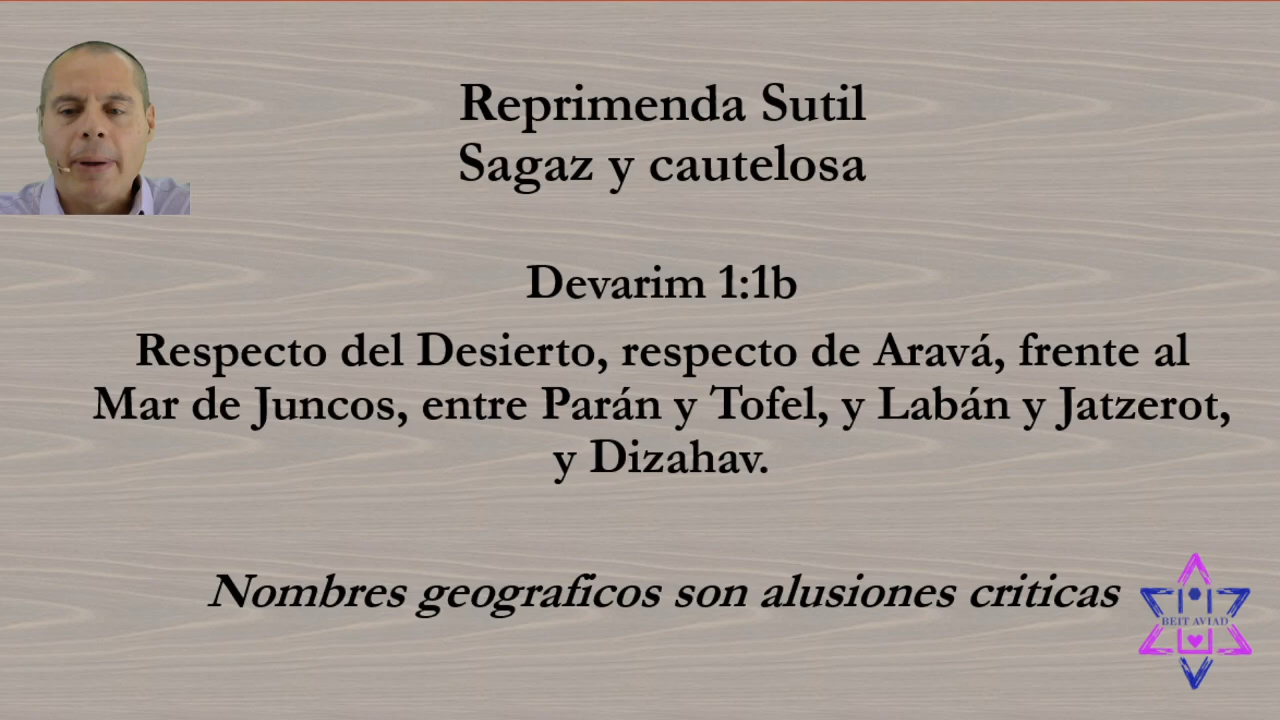 Reprimenda Sutil
Sagaz y cautelosa
Devarim 1:1b
Respecto del Desierto, respecto de Aravá, frente al
Mar de Juncos, entre Parán y Tofel, y Labán y Jatzerot,
y Dizahav.
Nombres geograficos son alusiones criticas
BEIT AVIAD